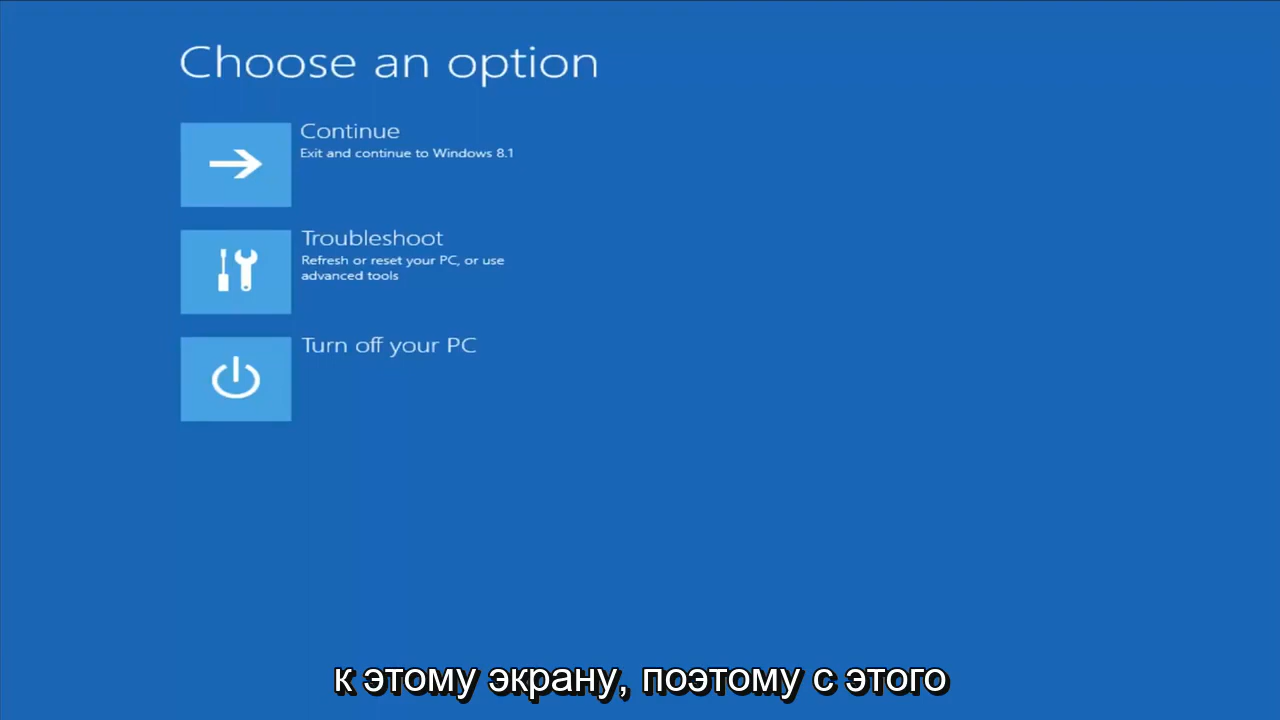 Choose an option
Continue
Exit and continue to Windows 8.1
Troubleshoot
Refresh or reset your PC, or use
advanced tools
Turn off your PC
к этому экрану, поэтому с этого